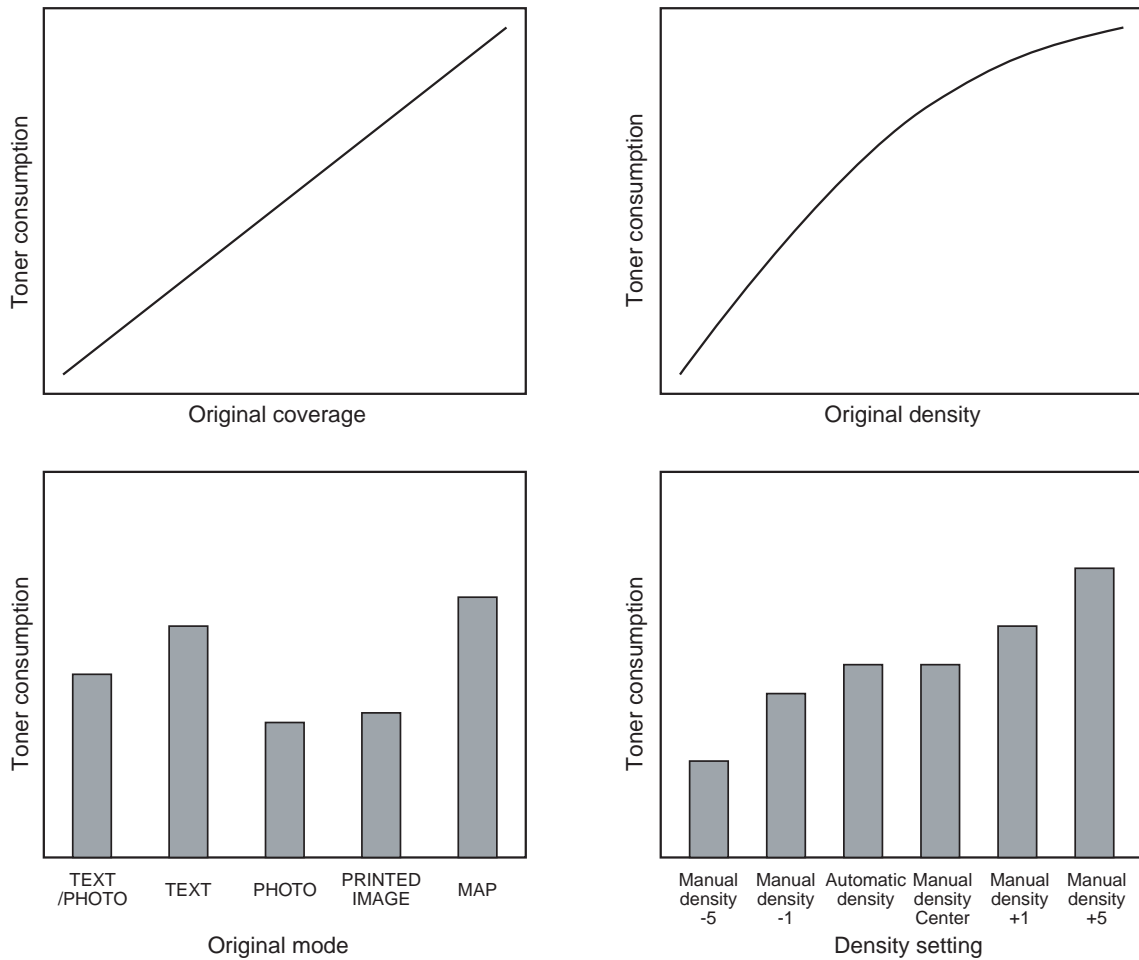 Toner consumption
Original coverage
Toner consumption
Original density
Toner consumption
TEXT
/PHOTO
TEXT
PHOTO
PRINTED
IMAGE
MAP
Original mode
Toner consumption
Manual
density
-5
Manual
density
-1
Automatic
density
Manual
density
Center
Manual
density
+1
Manual
density
+5
Density setting